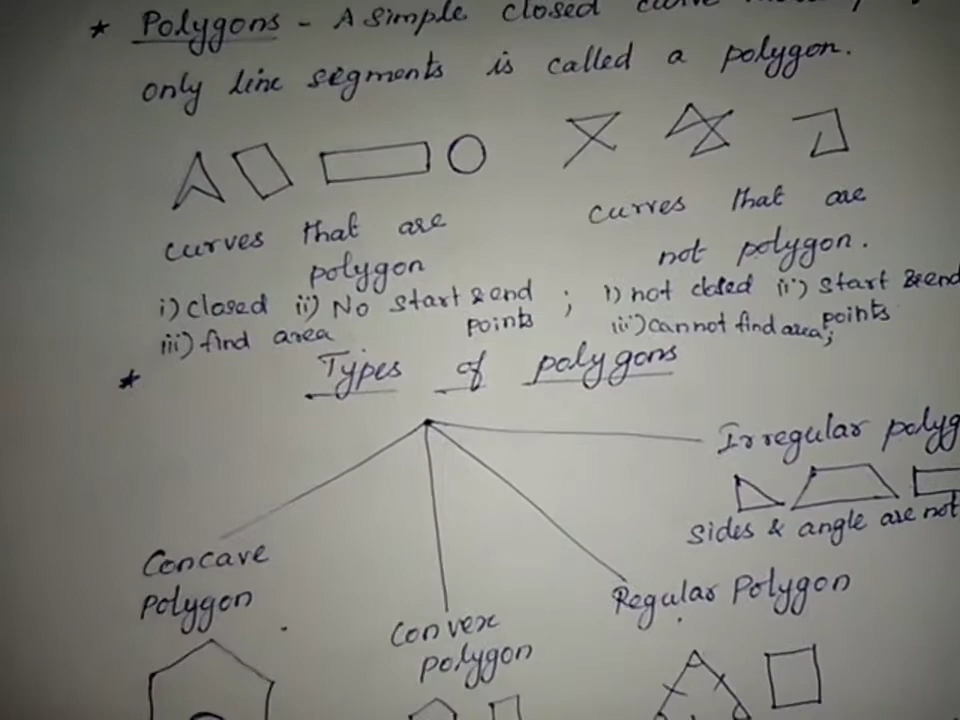 * Polygons - A simple closed curve
only line segments is called a polygon.
curves that are
polygon
curves that are
not polygon.
i) closed ii) No start & end points ;
iii) find area
i) not closed ii) start & end points
iii) cannot find area;
* Types of polygons
Irregular
sides & angle are not
Concave
polygon
Convex
polygon
Regular Polygon